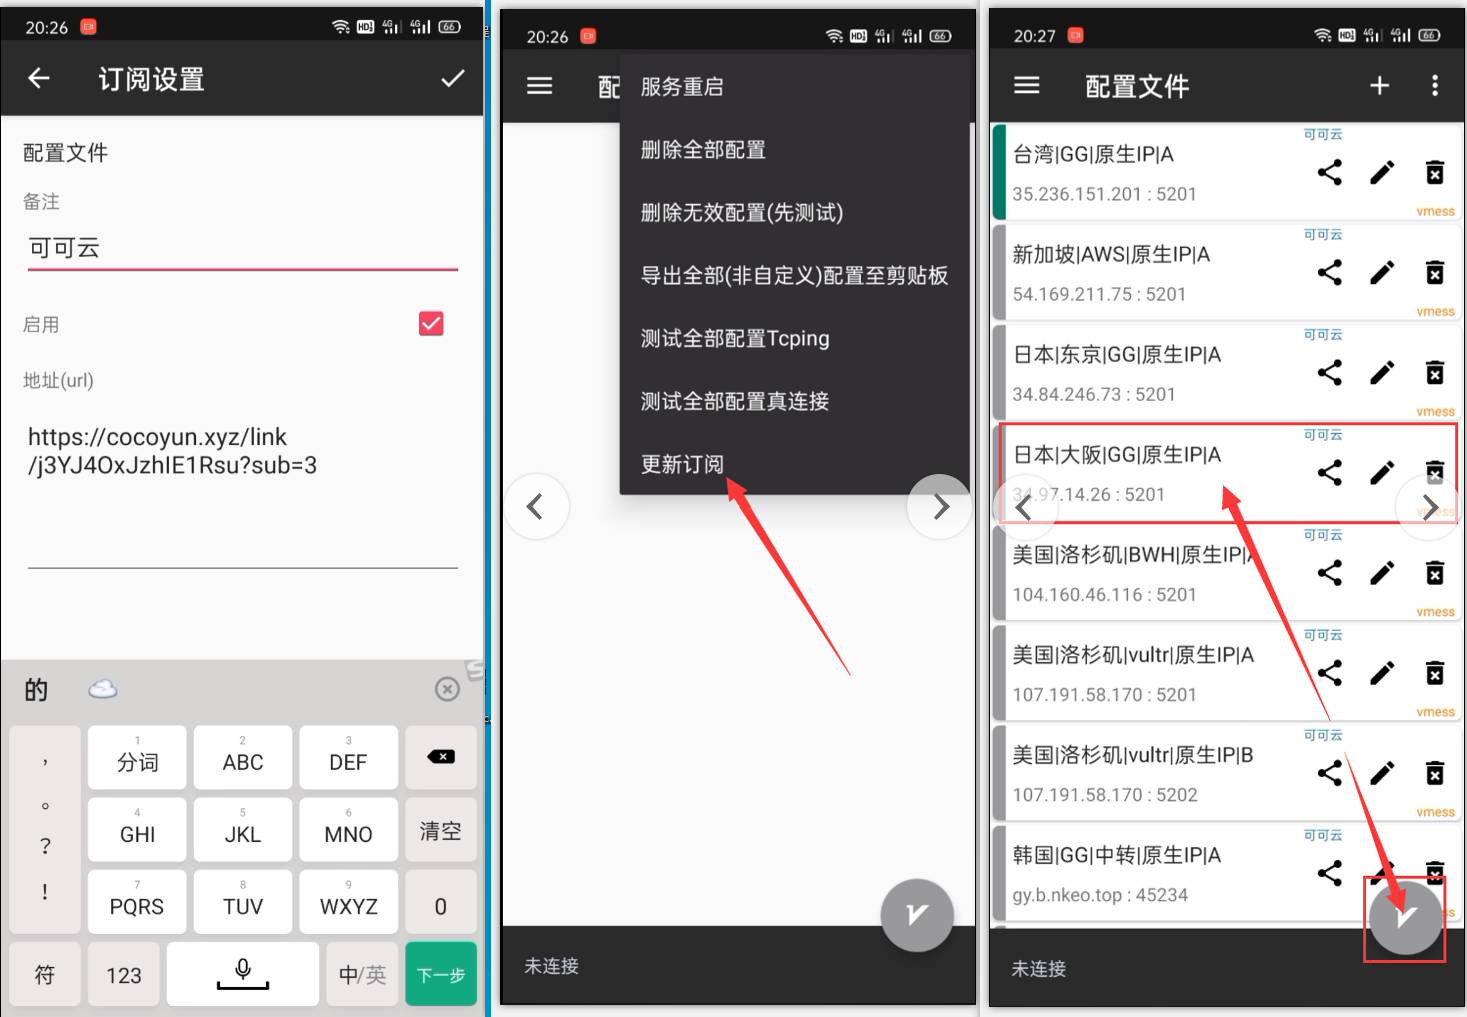 20:26
HD 4G 4G 66
订阅设置
配置文件
备注
可可云
启用
地址(url)
https://cocoyun.xyz/link
/j3YJ4OxJzhIE1Rsu?sub=3
的
,
。
?
!
1
分词
2
ABC
3
DEF
4
GHI
5
JKL
6
MNO
清空
7
PQRS
8
TUV
9
WXYZ
0
符
123
中/英
下一步
20:26
HD 4G 4G 66
配
服务重启
删除全部配置
删除无效配置(先测试)
导出全部(非自定义)配置至剪贴板
测试全部配置Tcping
测试全部配置真连接
更新订阅
未连接
20:27
HD 4G 4G 66
配置文件
可可云
台湾|GG|原生IP|A
35.236.151.201 : 5201
vmess
可可云
新加坡|AWS|原生IP|A
54.169.211.75 : 5201
vmess
可可云
日本|东京|GG|原生IP|A
34.84.246.73 : 5201
vmess
可可云
日本|大阪|GG|原生IP|A
34.97.14.26 : 5201
vmess
可可云
美国|洛杉矶|BWH|原生IP|A
104.160.46.116 : 5201
vmess
可可云
美国|洛杉矶|vultr|原生IP|A
107.191.58.170 : 5201
vmess
可可云
美国|洛杉矶|vultr|原生IP|B
107.191.58.170 : 5202
vmess
可可云
韩国|GG|中转|原生IP|A
gy.b.nkeo.top : 45234
未连接